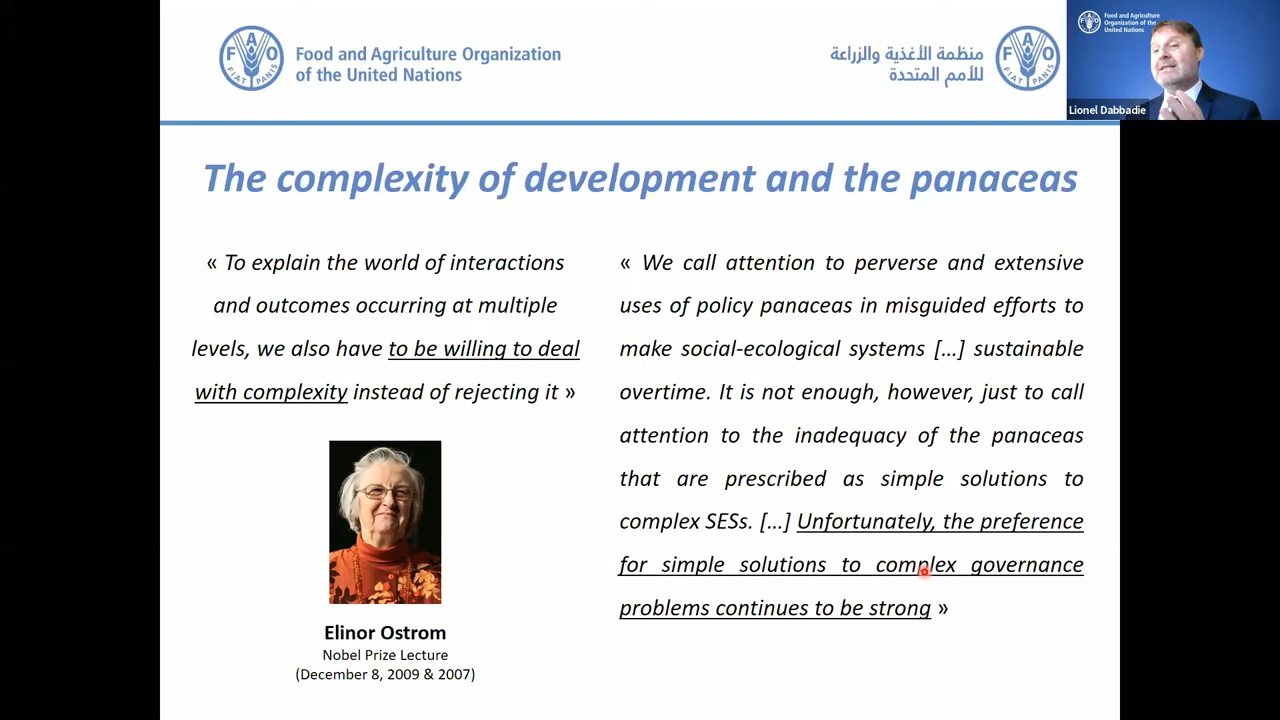 F A O
FIAT PANIS
Food and Agriculture Organization
of the United Nations
منظمة الأغذية والزراعة
للأمم المتحدة
F A O
FIAT PANIS
Food and Agriculture
Organization of the
United Nations
Lionel Dabbadie
The complexity of development and the panaceas
« To explain the world of interactions
and outcomes occurring at multiple
levels, we also have to be willing to deal
with complexity instead of rejecting it »
Elinor Ostrom
Nobel Prize Lecture
(December 8, 2009 & 2007)
« We call attention to perverse and extensive
uses of policy panaceas in misguided efforts to
make social-ecological systems […] sustainable
overtime. It is not enough, however, just to call
attention to the inadequacy of the panaceas
that are prescribed as simple solutions to
complex SESs. […] Unfortunately, the preference
for simple solutions to complex governance
problems continues to be strong »